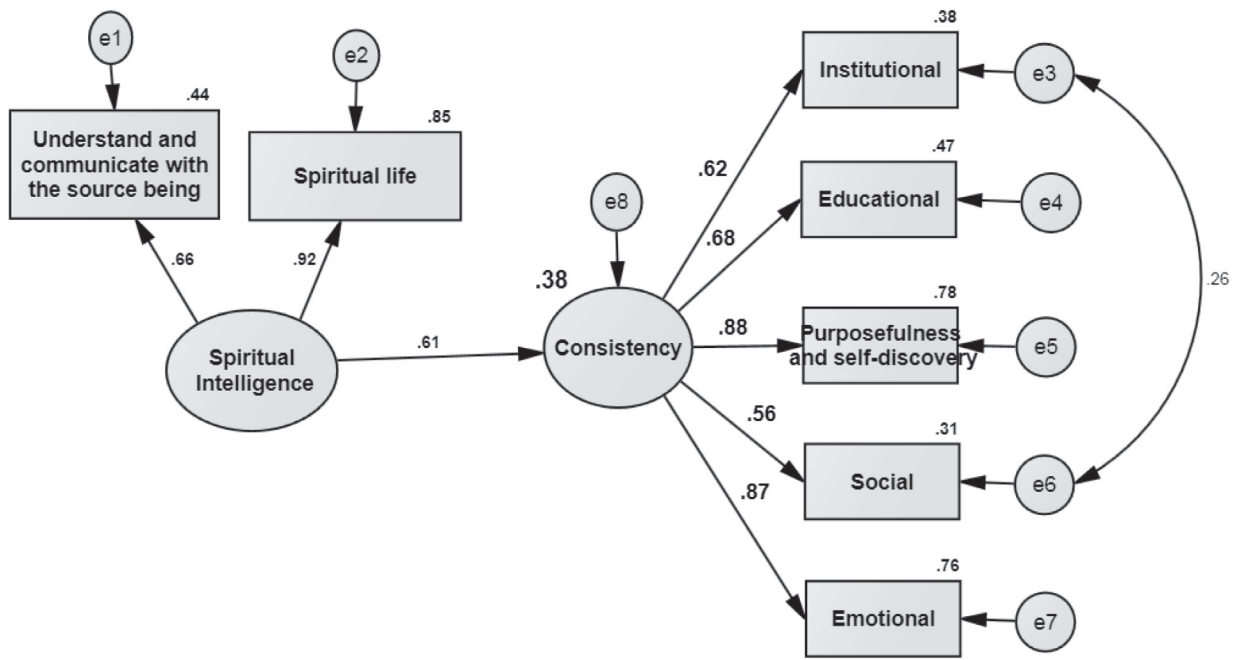 e1
e2
.44
Understand and
communicate with
the source being
.85
Spiritual life
.66
.92
Spiritual
Intelligence
.61
e8
.38
Consistency
.62
.68
.88
.56
.87
.38
Institutional
e3
.47
Educational
e4
.78
Purposefulness
and self-discovery
e5
.31
Social
e6
.76
Emotional
e7
.26